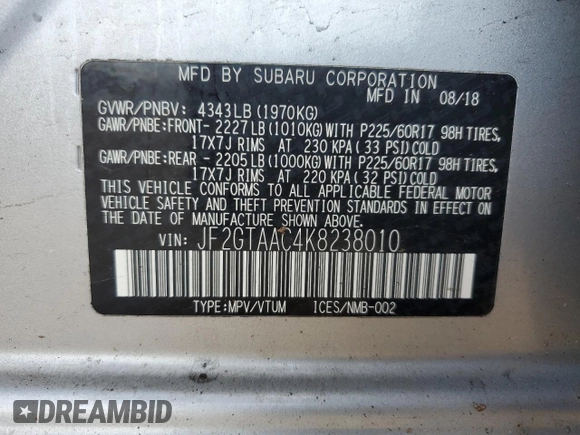 MFD BY SUBARU CORPORATION
MFD IN 08/18
GVWR/PNBV: 4343LB (1970KG)
GAWR/PNBE:FRONT- 2227LB (1010KG) WITH P225/60R17 98H TIRES,
17X7J RIMS AT 230 KPA ( 33 PSI) COLD
GAWR/PNBE:REAR - 2205LB (1000KG) WITH P225/60R17 98H TIRES,
17X7J RIMS AT 220 KPA ( 32 PSI) COLD
THIS VEHICLE CONFORMS TO ALL APPLICABLE FEDERAL MOTOR
VEHICLE SAFETY AND THEFT PREVENTION STANDARDS IN EFFECT
ON THE DATE OF MANUFACTURE SHOWN ABOVE.
VIN: JF2GTAAC4K8238010
TYPE:MPV/VTUM ICES/NMB-002
DREAMBID